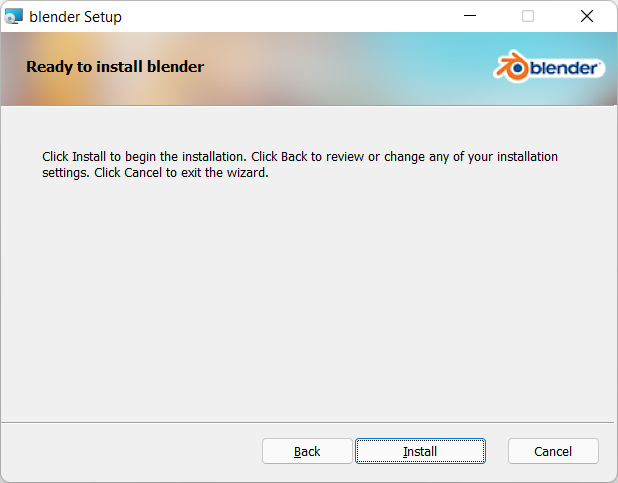 blender Setup
Ready to install blender
blender
Click Install to begin the installation. Click Back to review or change any of your installation
settings. Click Cancel to exit the wizard.
Back
Install
Cancel